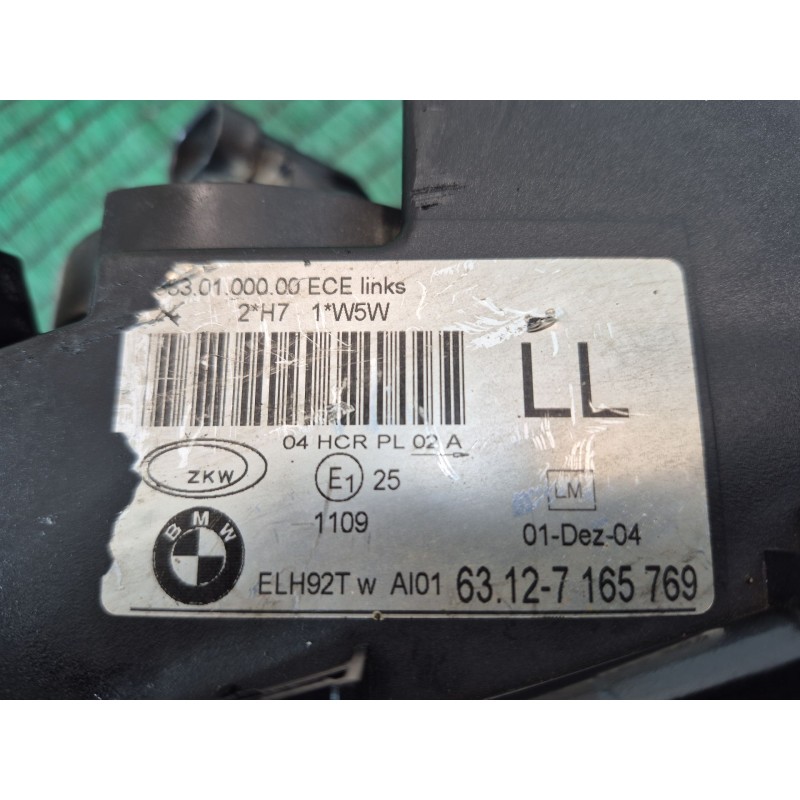 3.01.000.00 ECE links
2*H7 1*W5W
LL
04 HCR PL 02 A
ZKW
E1 25
LM
1109
01-Dez-04
BMW
ELH92T w AI01 63.12-7 165 769